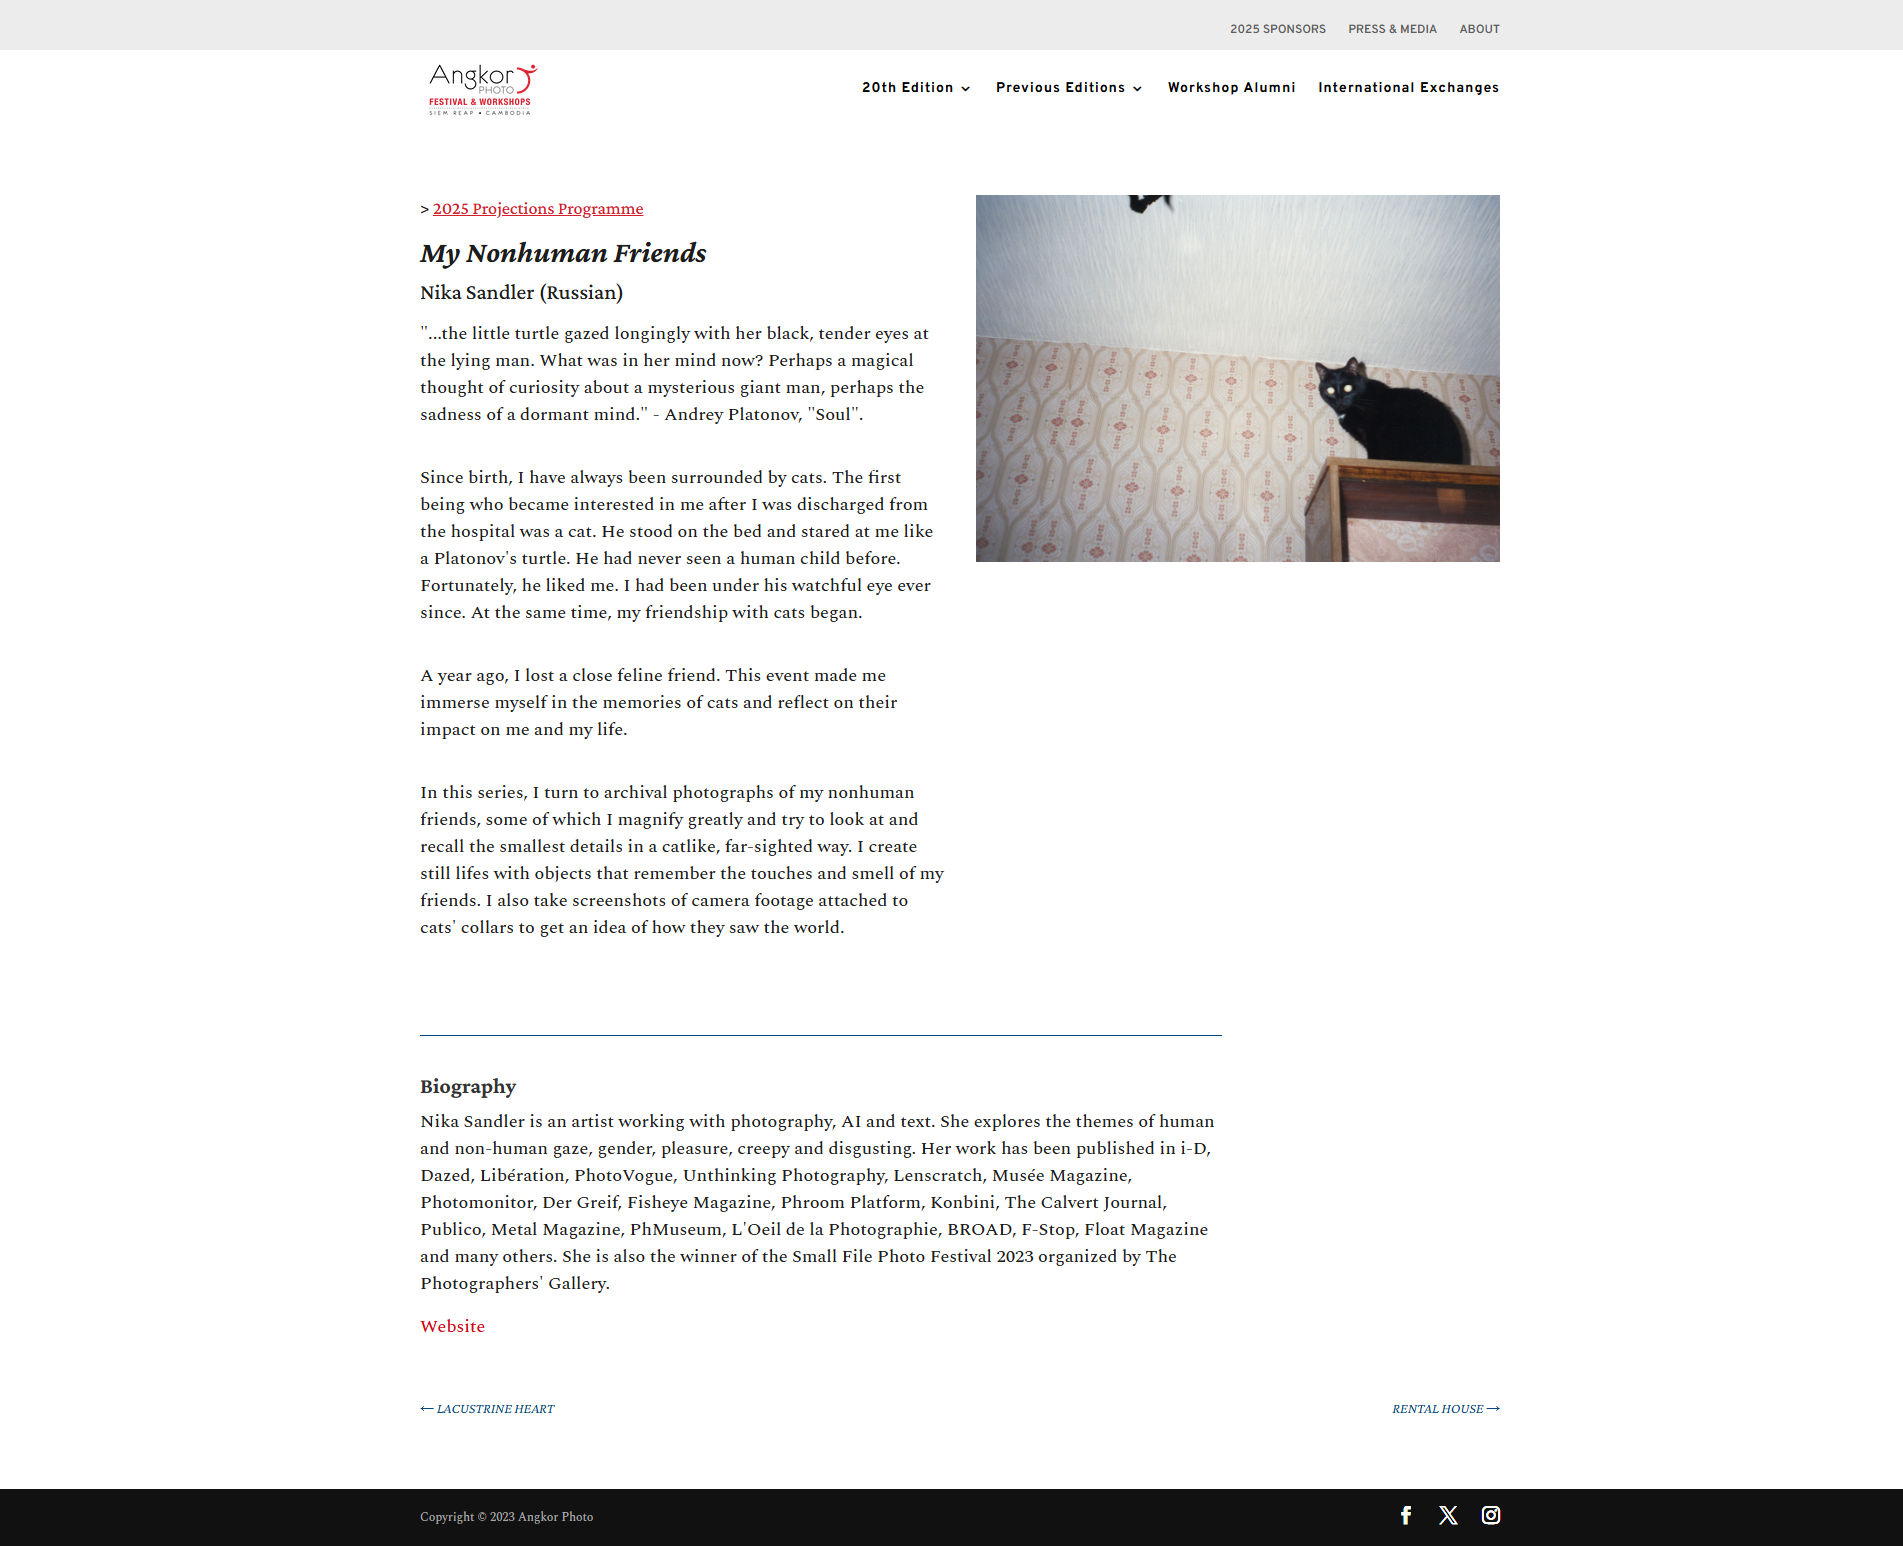 2025 SPONSORS PRESS & MEDIA ABOUT
Angkor
PHOTO
FESTIVAL & WORKSHOPS
SIEM REAP • CAMBODIA
20th Edition Previous Editions Workshop Alumni International Exchanges
> 2025 Projections Programme
My Nonhuman Friends
Nika Sandler (Russian)
"...the little turtle gazed longingly with her black, tender eyes at
the lying man. What was in her mind now? Perhaps a magical
thought of curiosity about a mysterious giant man, perhaps the
sadness of a dormant mind." - Andrey Platonov, "Soul".
Since birth, I have always been surrounded by cats. The first
being who became interested in me after I was discharged from
the hospital was a cat. He stood on the bed and stared at me like
a Platonov's turtle. He had never seen a human child before.
Fortunately, he liked me. I had been under his watchful eye ever
since. At the same time, my friendship with cats began.
A year ago, I lost a close feline friend. This event made me
immerse myself in the memories of cats and reflect on their
impact on me and my life.
In this series, I turn to archival photographs of my nonhuman
friends, some of which I magnify greatly and try to look at and
recall the smallest details in a catlike, far-sighted way. I create
still lifes with objects that remember the touches and smell of my
friends. I also take screenshots of camera footage attached to
cats' collars to get an idea of how they saw the world.
Biography
Nika Sandler is an artist working with photography, AI and text. She explores the themes of human
and non-human gaze, gender, pleasure, creepy and disgusting. Her work has been published in i-D,
Dazed, Libération, PhotoVogue, Unthinking Photography, Lenscratch, Musée Magazine,
Photomonitor, Der Greif, Fisheye Magazine, Phroom Platform, Konbini, The Calvert Journal,
Publico, Metal Magazine, PhMuseum, L'Oeil de la Photographie, BROAD, F-Stop, Float Magazine
and many others. She is also the winner of the Small File Photo Festival 2023 organized by The
Photographers' Gallery.
Website
← LACUSTRINE HEART
RENTAL HOUSE →
Copyright © 2023 Angkor Photo